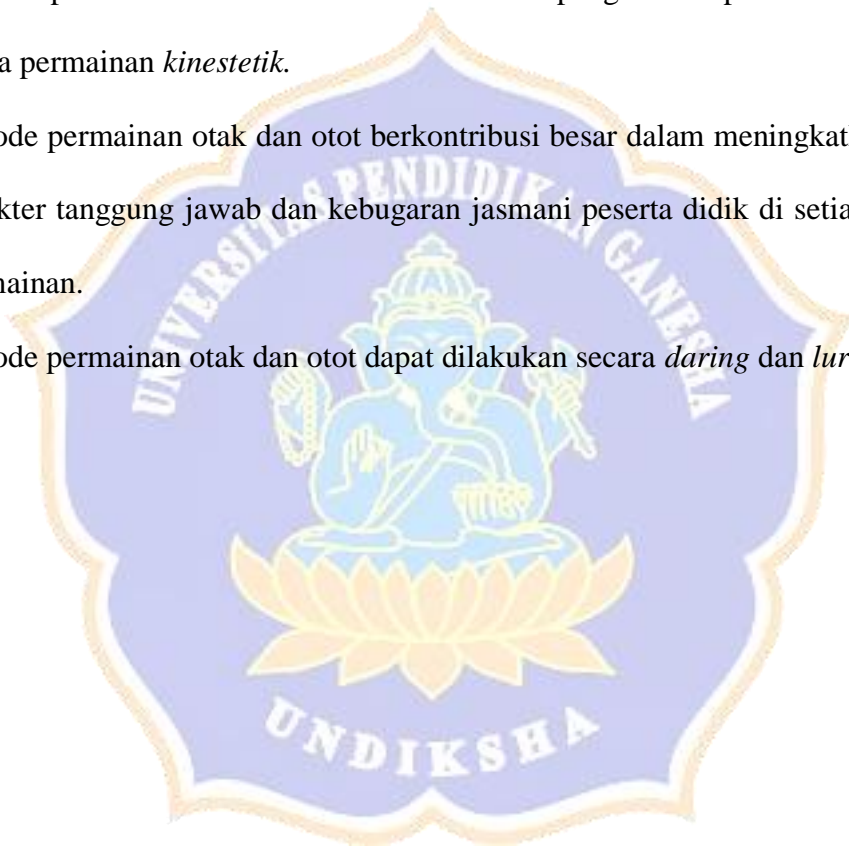 a permainan kinestetik.
ode permainan otak dan otot berkontribusi besar dalam meningkat
kter tanggung jawab dan kebugaran jasmani peserta didik di setia
nainan.
ode permainan otak dan otot dapat dilakukan secara daring dan lur
UNIVERSITAS PENDIDIKAN GANESHA
UNDIKSHA